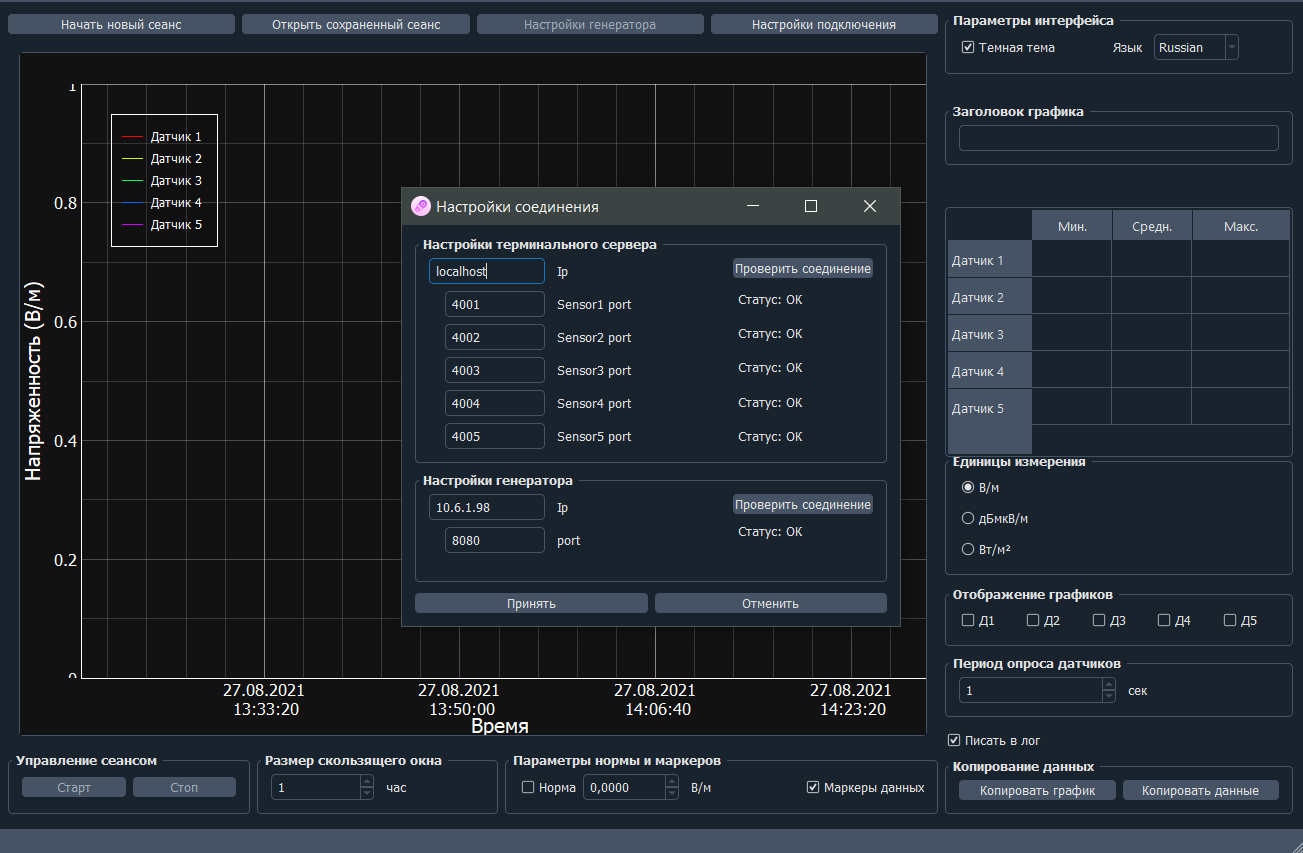 Начать новый сеанс
Открыть сохраненный сеанс
Настройки генератора
Настройки подключения
Параметры интерфейса
Темная тема
Язык
Russian
Заголовок графика
1
0.8
0.6
0.4
0.2
0
Напряженность (В/м)
Датчик 1
Датчик 2
Датчик 3
Датчик 4
Датчик 5
27.08.2021
13:33:20
27.08.2021
13:50:00
27.08.2021
14:06:40
27.08.2021
14:23:20
Время
Настройки соединения
Настройки терминального сервера
localhost Ip Проверить соединение
4001 Sensor1 port Статус: OK
4002 Sensor2 port Статус: OK
4003 Sensor3 port Статус: OK
4004 Sensor4 port Статус: OK
4005 Sensor5 port Статус: OK
Настройки генератора
10.6.1.98 Ip Проверить соединение
8080 port Статус: OK
Принять
Отменить
Мин. Средн. Макс.
Датчик 1
Датчик 2
Датчик 3
Датчик 4
Датчик 5
Единицы измерения
В/м
дБмкВ/м
Вт/м²
Отображение графиков
Д1 Д2 Д3 Д4 Д5
Период опроса датчиков
1 сек
Писать в лог
Управление сеансом
Старт Стоп
Размер скользящего окна
1 час
Параметры нормы и маркеров
Норма 0,0000 В/м Маркеры данных
Копирование данных
Копировать график Копировать данные